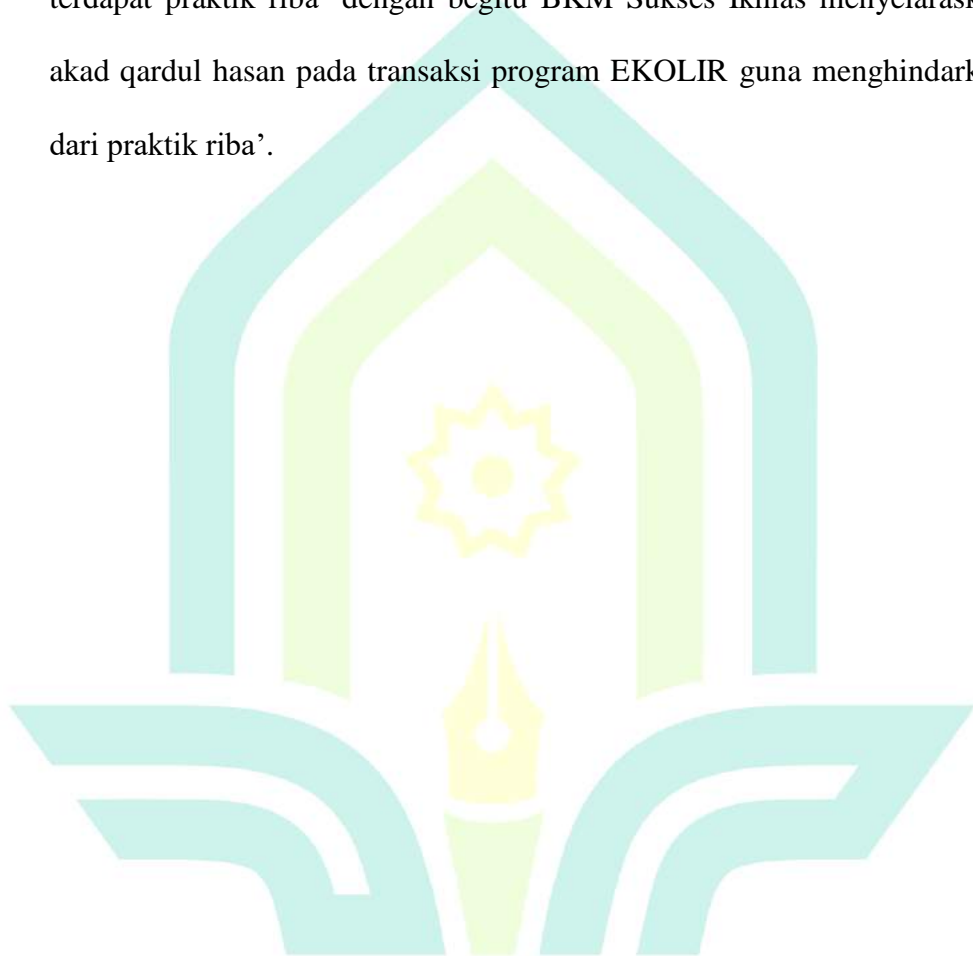 terdapat praktik riba’ dengan begitu BKM Sukses Ikhlas menyelarask
akad qardul hasan pada transaksi program EKOLIR guna menghindark
dari praktik riba’.